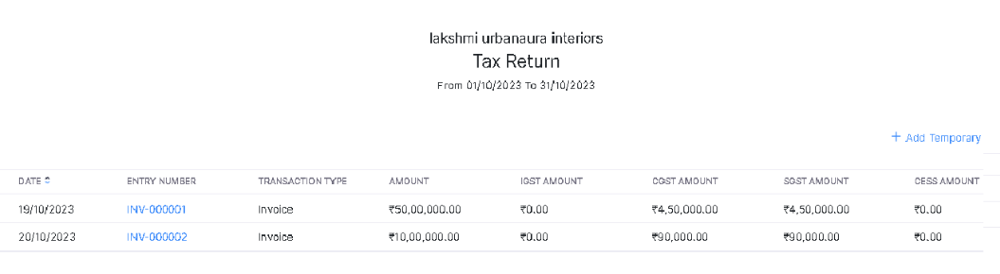 lakshmi urbanaura interiors
Tax Return
From 01/10/2023 To 31/10/2023
+ Add Temporary
DATE ENTRY NUMBER TRANSACTION TYPE AMOUNT IGST AMOUNT CGST AMOUNT SGST AMOUNT CESS AMOUNT
19/10/2023 INV-000001 Invoice ₹50,00,000.00 ₹0.00 ₹4,50,000.00 ₹4,50,000.00 ₹0.00
20/10/2023 INV-000002 Invoice ₹10,00,000.00 ₹0.00 ₹90,000.00 ₹90,000.00 ₹0.00